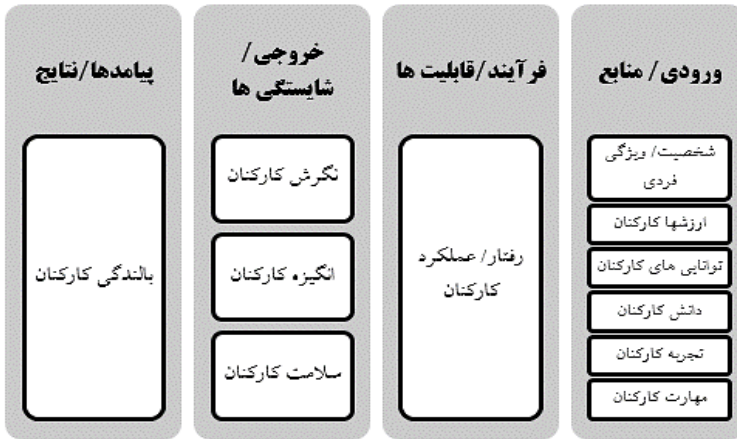 ورودی/ منابع
شخصیت/ ویژگی
فردی
ارزشها کارکنان
توانایی های کارکنان
دانش کارکنان
تجربه کارکنان
مهارت کارکنان
فرآیند/قابلیت ها
رفتار/ عملکرد
کارکنان
خروجی/
شایستگی ها
نگرش کارکنان
انگیزه کارکنان
سلامت کارکنان
پیامدها/نتایج
بالندگی کارکنان